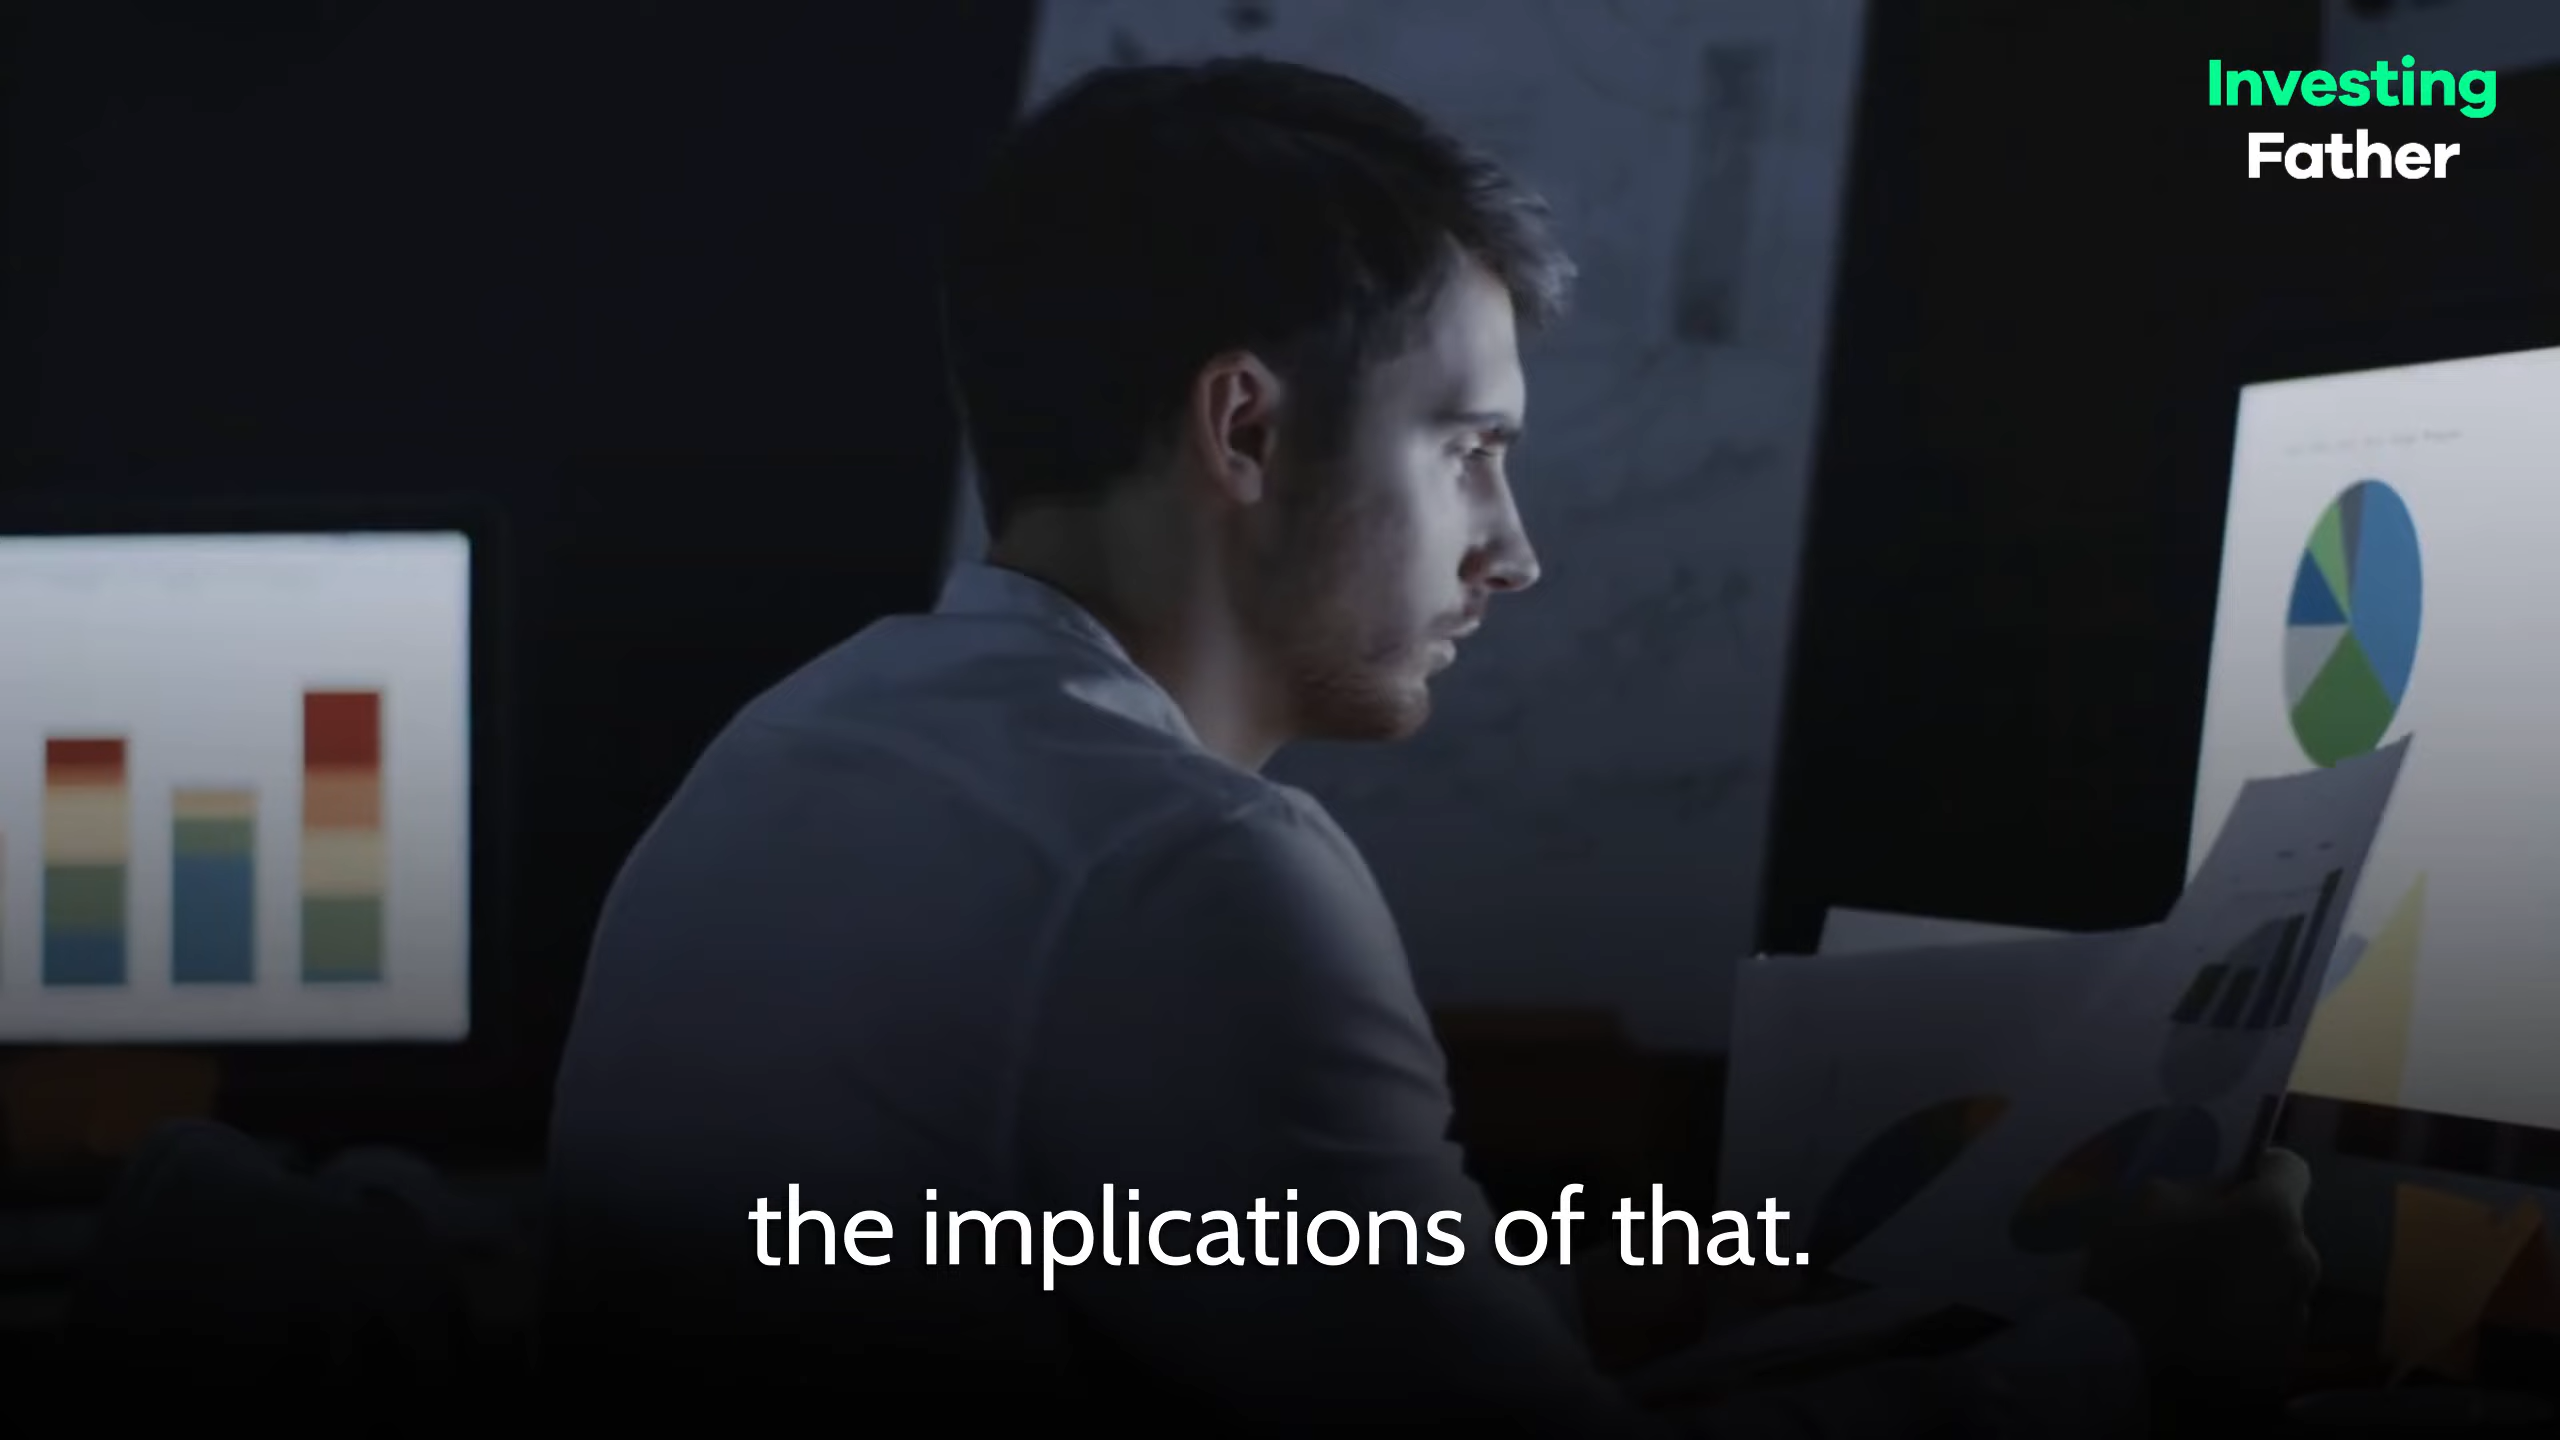 Investing
Father
the implications of that.